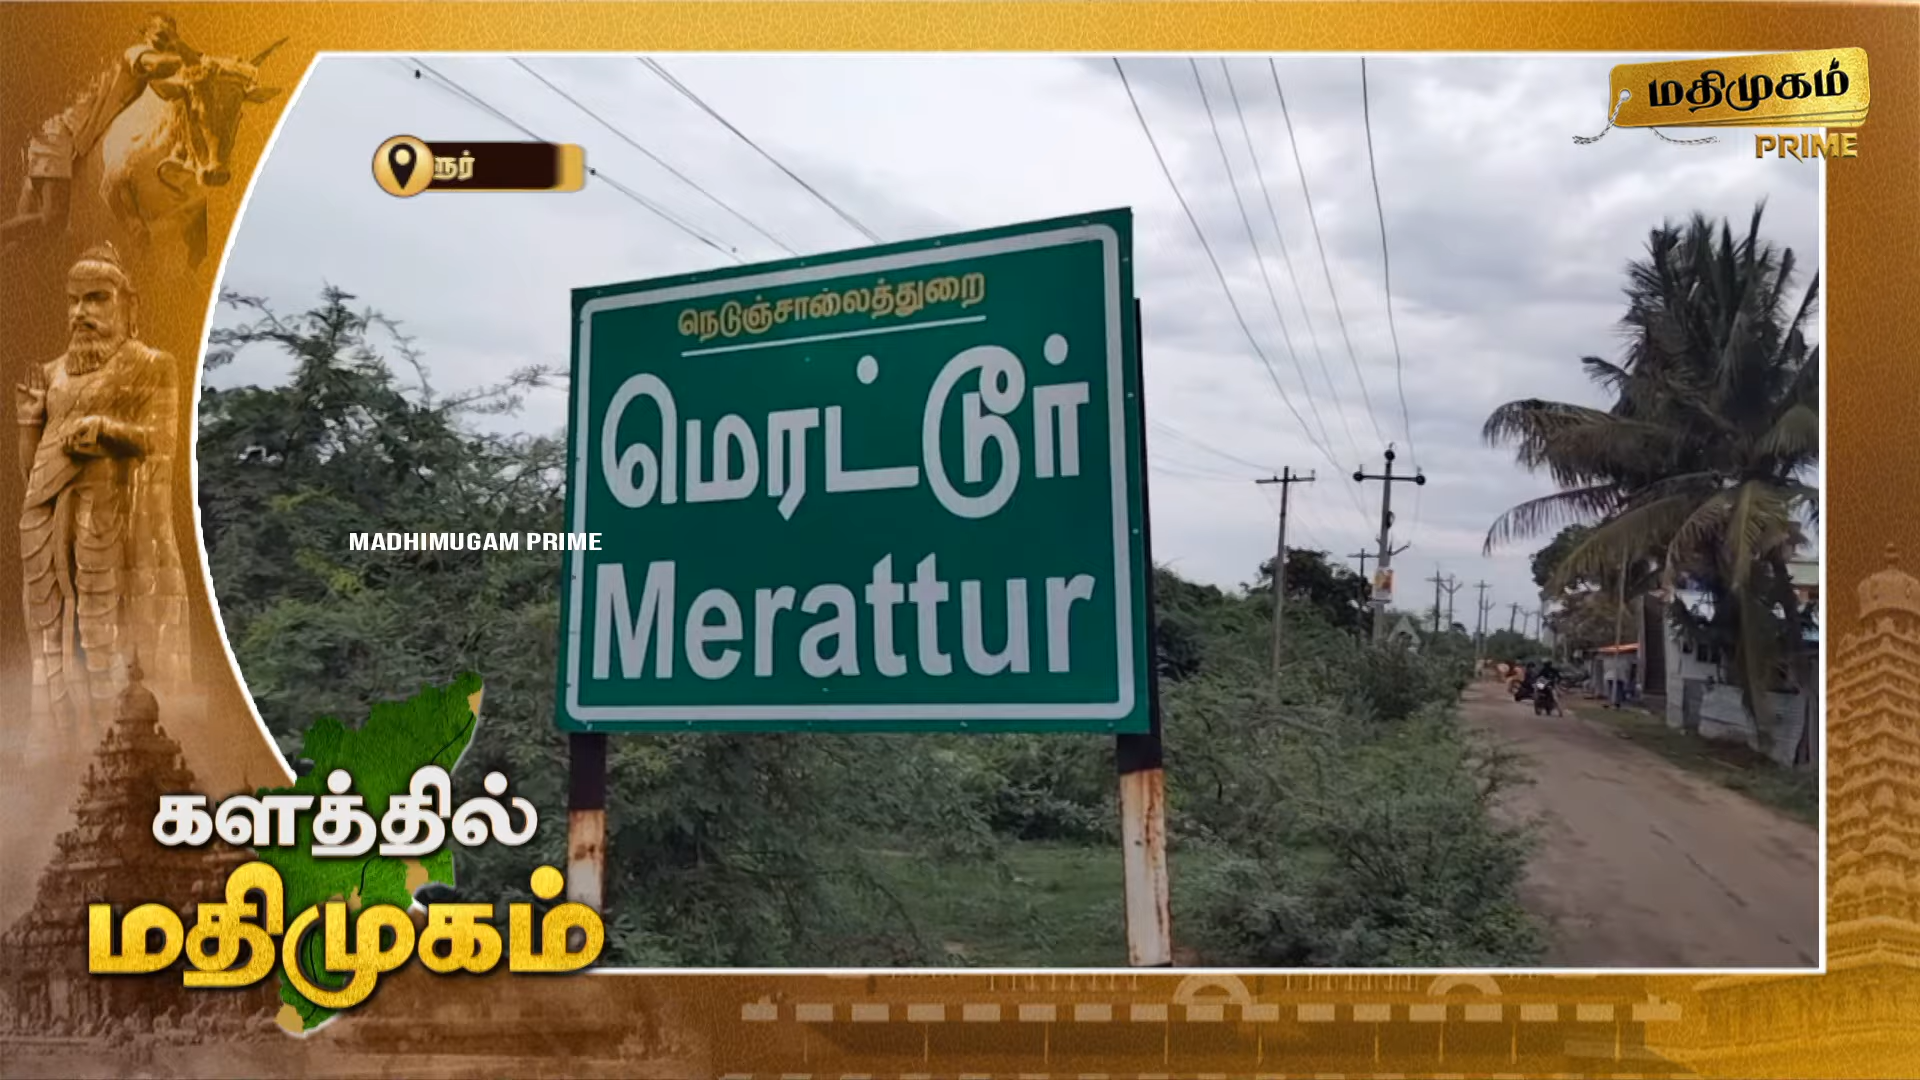 மதிமுகம்
PRIME
நெடுஞ்சாலைத்துறை
மெரட்டூர்
Merattur
MADHIMUGAM PRIME
களத்தில்
மதிமுகம்